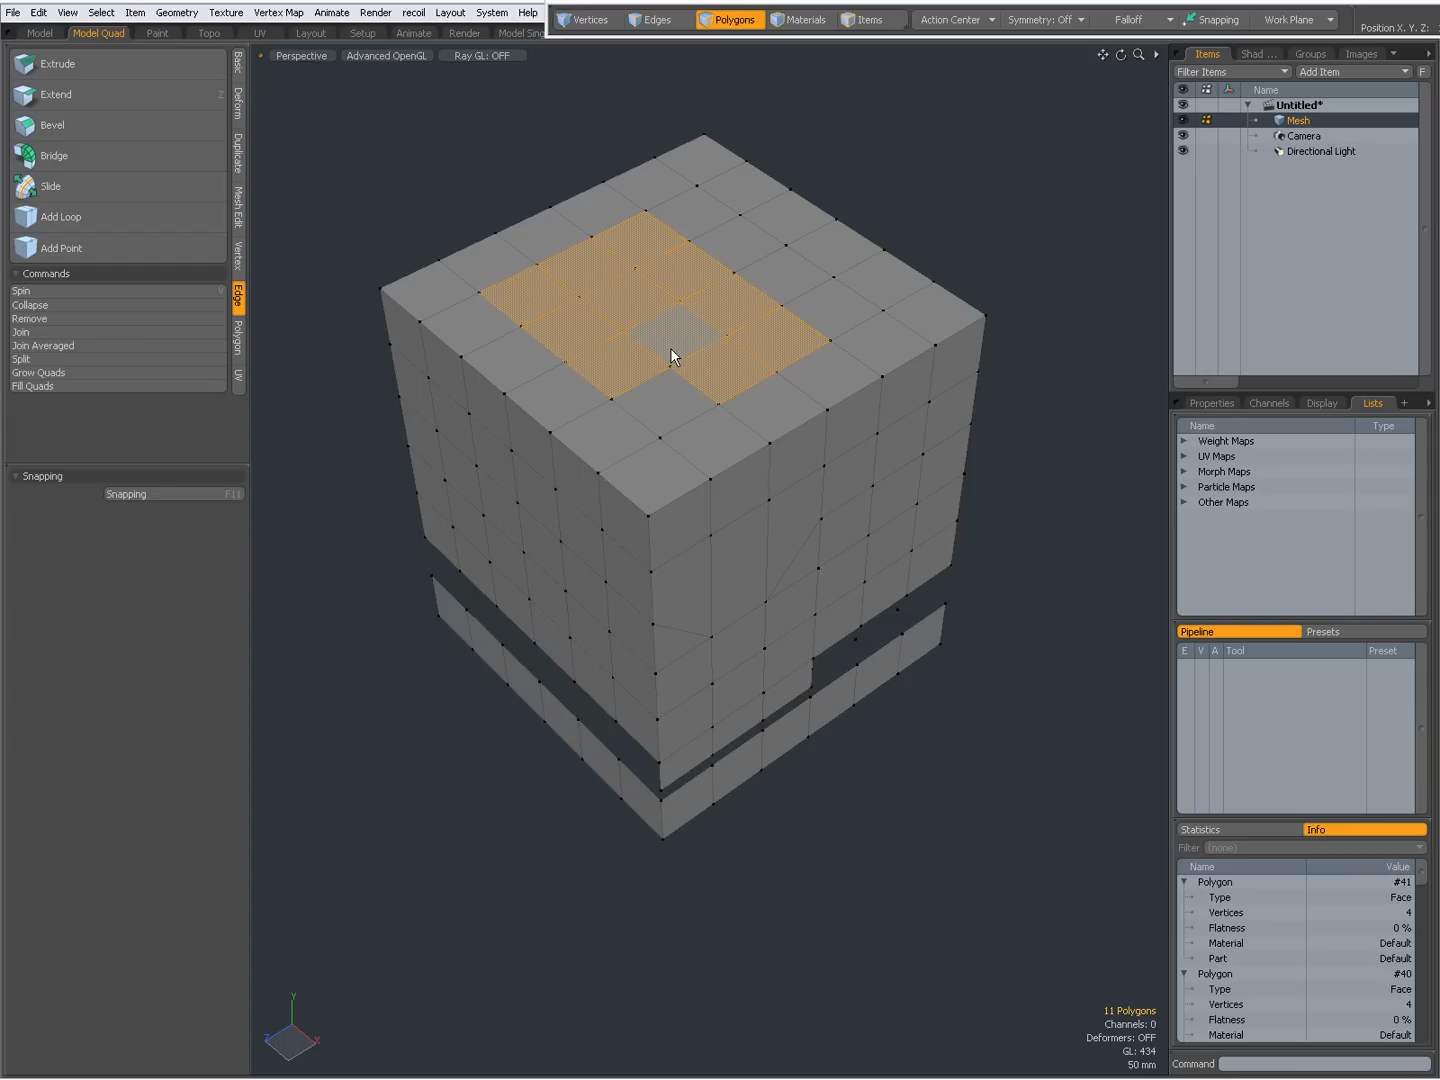 File Edit View Select Item Geometry Texture Vertex Map Animate Render recoil Layout System Help
Vertices Edges Polygons Materials Items Action Center Symmetry: Off Falloff Snapping Work Plane Position X, Y, Z:
Model Model Quad Paint Topo UV Layout Setup Animate Render Model Sing
Perspective Advanced OpenGL Ray GL: OFF
Extrude
Extend Z
Bevel
Bridge
Slide
Add Loop
Add Point
Commands
Spin V
Collapse
Remove
Join
Join Averaged
Split
Grow Quads
Fill Quads
Basic
Deform
Duplicate
Mesh Edit
Vertex
Edge
Polygon
UV
Snapping
Snapping F11
Y
Z
X
11 Polygons
Channels: 0
Deformers: OFF
GL: 434
50 mm
Items Shad ... Groups Images
Filter Items Add Item F
Name
Untitled*
Mesh
Camera
Directional Light
Properties Channels Display Lists +
Name Type
Weight Maps
UV Maps
Morph Maps
Particle Maps
Other Maps
Pipeline Presets
E V A Tool Preset
Statistics Info
Filter (none)
Name Value
Polygon #41
Type Face
Vertices 4
Flatness 0 %
Material Default
Part Default
Polygon #40
Type Face
Vertices 4
Flatness 0 %
Material Default
Command